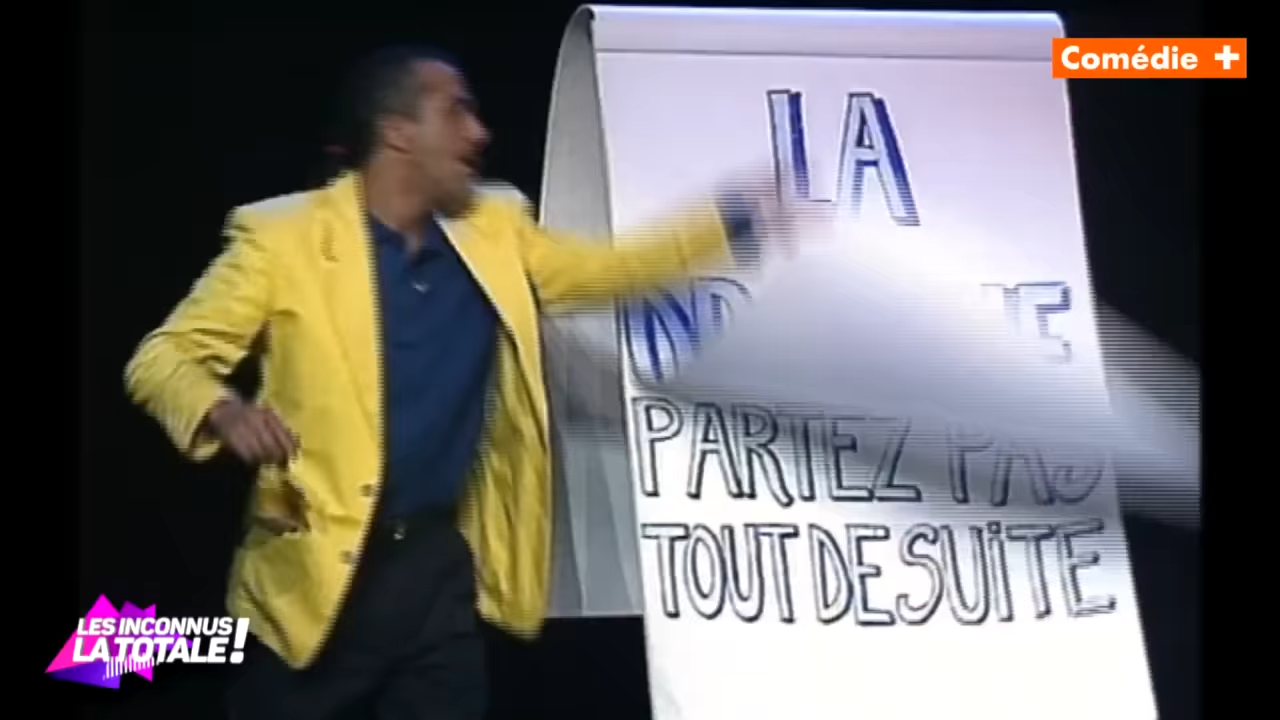 Comédie +
LA
PARTEZ PAS
TOUT DE SUiTE
LES INCONNUS
LA TOTALE !